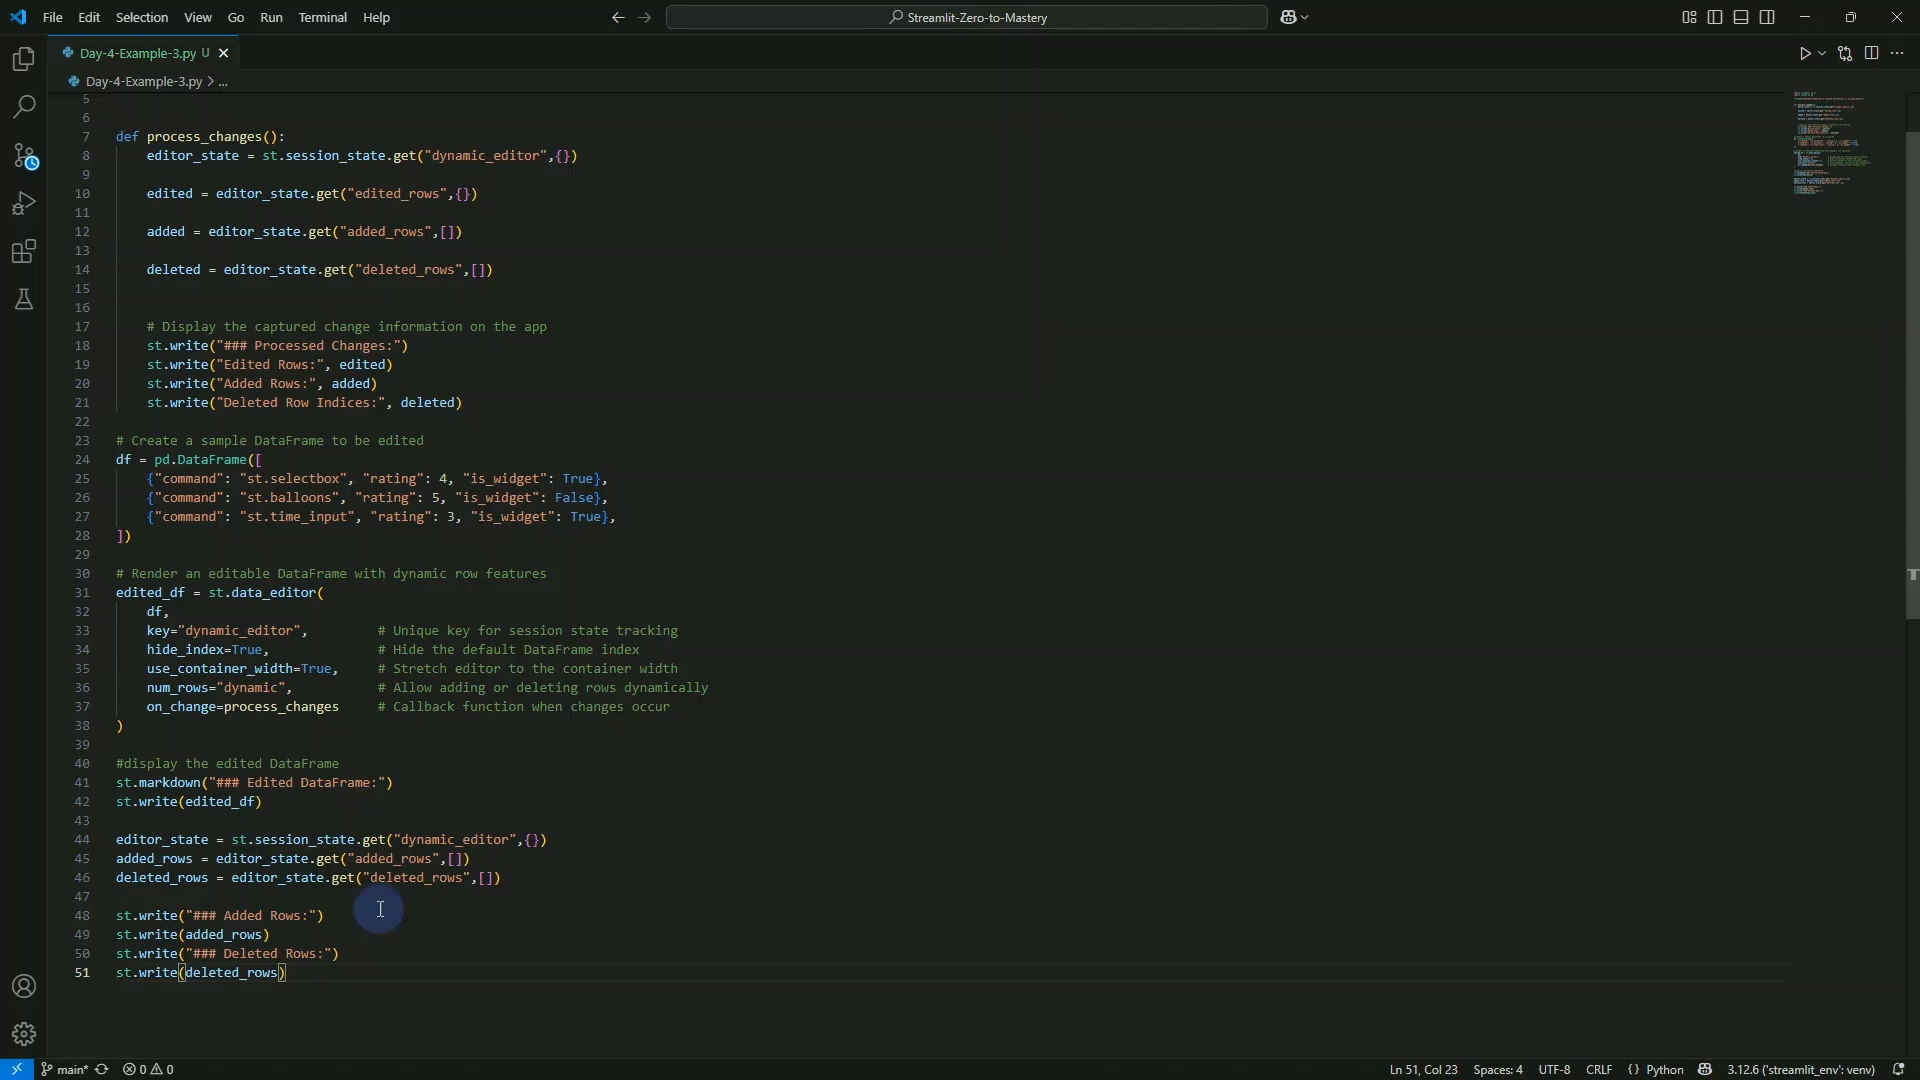 File Edit Selection View Go Run Terminal Help
Streamlit-Zero-to-Mastery
Day-4-Example-3.py U
Day-4-Example-3.py > ...
5
6
7 def process_changes():
8 editor_state = st.session_state.get("dynamic_editor",{})
9
10 edited = editor_state.get("edited_rows",{})
11
12 added = editor_state.get("added_rows",[])
13
14 deleted = editor_state.get("deleted_rows",[])
15
16
17 # Display the captured change information on the app
18 st.write("### Processed Changes:")
19 st.write("Edited Rows:", edited)
20 st.write("Added Rows:", added)
21 st.write("Deleted Row Indices:", deleted)
22
23 # Create a sample DataFrame to be edited
24 df = pd.DataFrame([
25 {"command": "st.selectbox", "rating": 4, "is_widget": True},
26 {"command": "st.balloons", "rating": 5, "is_widget": False},
27 {"command": "st.time_input", "rating": 3, "is_widget": True},
28 ])
29
30 # Render an editable DataFrame with dynamic row features
31 edited_df = st.data_editor(
32 df,
33 key="dynamic_editor", # Unique key for session state tracking
34 hide_index=True, # Hide the default DataFrame index
35 use_container_width=True, # Stretch editor to the container width
36 num_rows="dynamic", # Allow adding or deleting rows dynamically
37 on_change=process_changes # Callback function when changes occur
38 )
39
40 #display the edited DataFrame
41 st.markdown("### Edited DataFrame:")
42 st.write(edited_df)
43
44 editor_state = st.session_state.get("dynamic_editor",{})
45 added_rows = editor_state.get("added_rows",[])
46 deleted_rows = editor_state.get("deleted_rows",[])
47
48 st.write("### Added Rows:")
49 st.write(added_rows)
50 st.write("### Deleted Rows:")
51 st.write(deleted_rows)
main* 0 0 Ln 51, Col 23 Spaces: 4 UTF-8 CRLF {} Python 3.12.6 ('streamlit_env': venv)